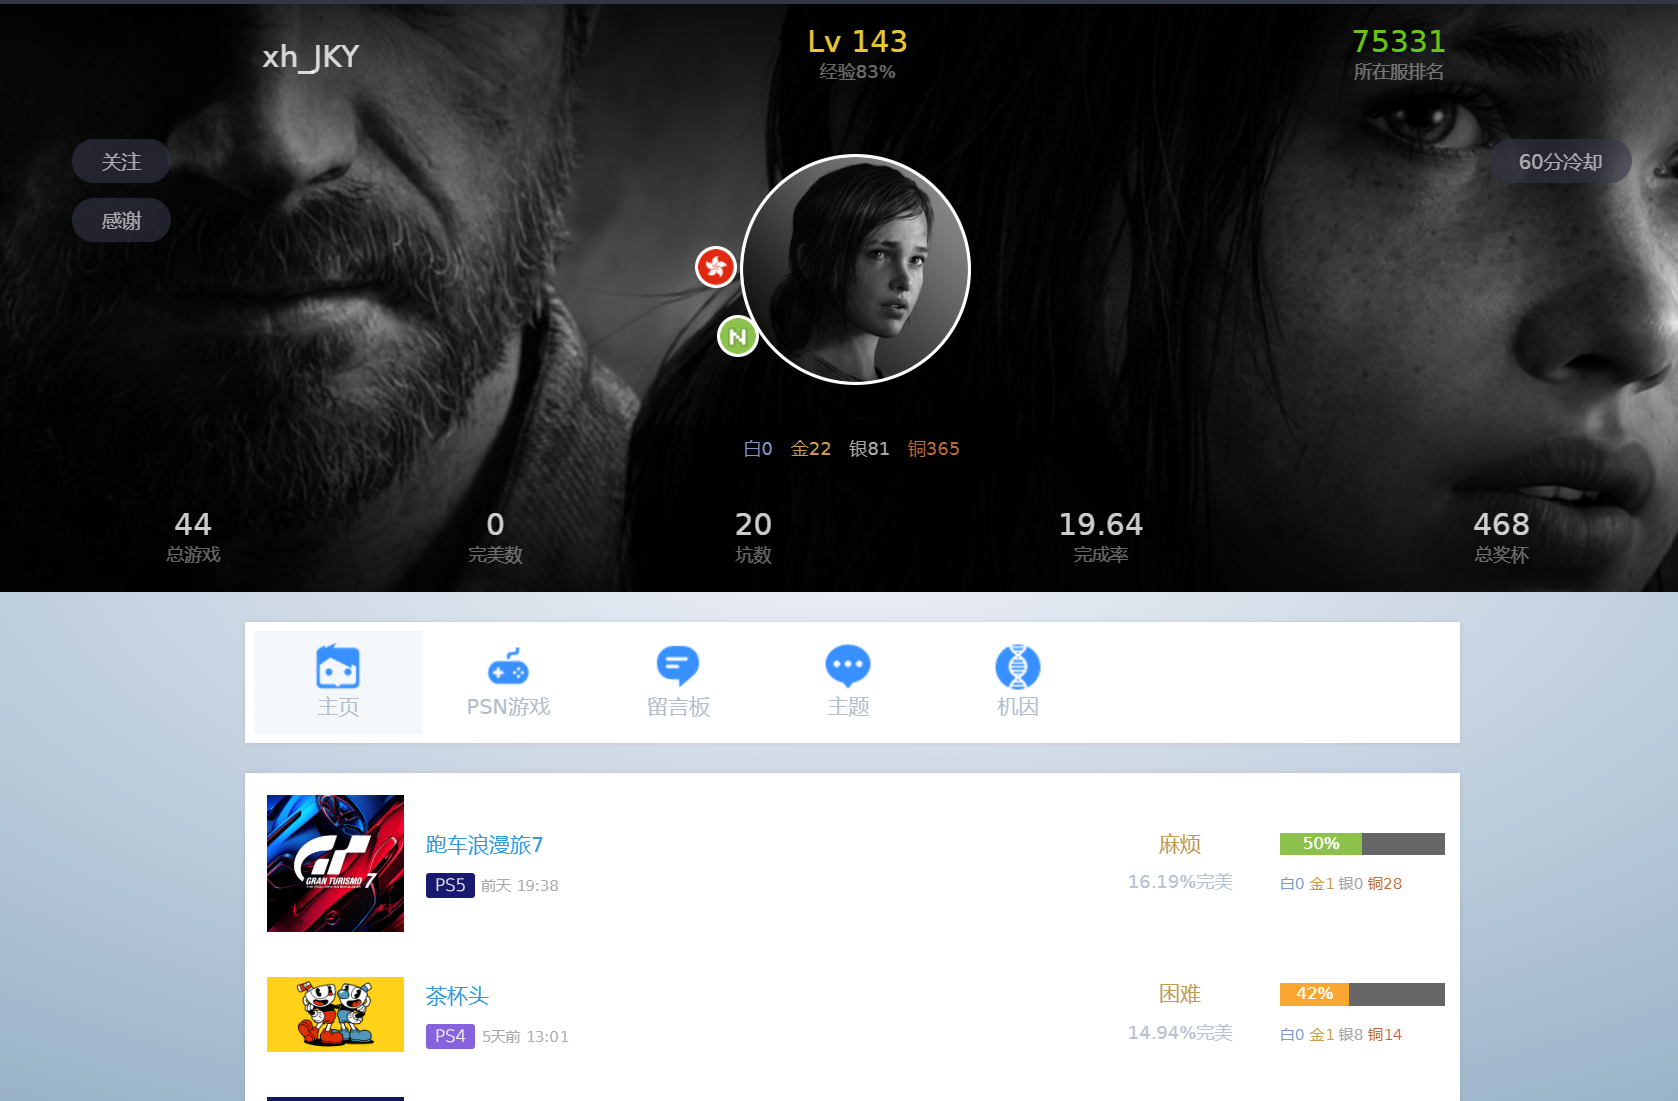 xh_JKY
Lv 143
经验83%
75331
所在服排名
关注
感谢
60分冷却
N
白0 金22 银81 铜365
44
总游戏
0
完美数
20
坑数
19.64
完成率
468
总奖杯
主页
PSN游戏
留言板
主题
机因
GT
GRAN TURISMO 7
THE REAL DRIVING SIMULATOR
跑车浪漫旅7
PS5 前天 19:38
麻烦
16.19%完美
50%
白0 金1 银0 铜28
茶杯头
PS4 5天前 13:01
困难
14.94%完美
42%
白0 金1 银8 铜14